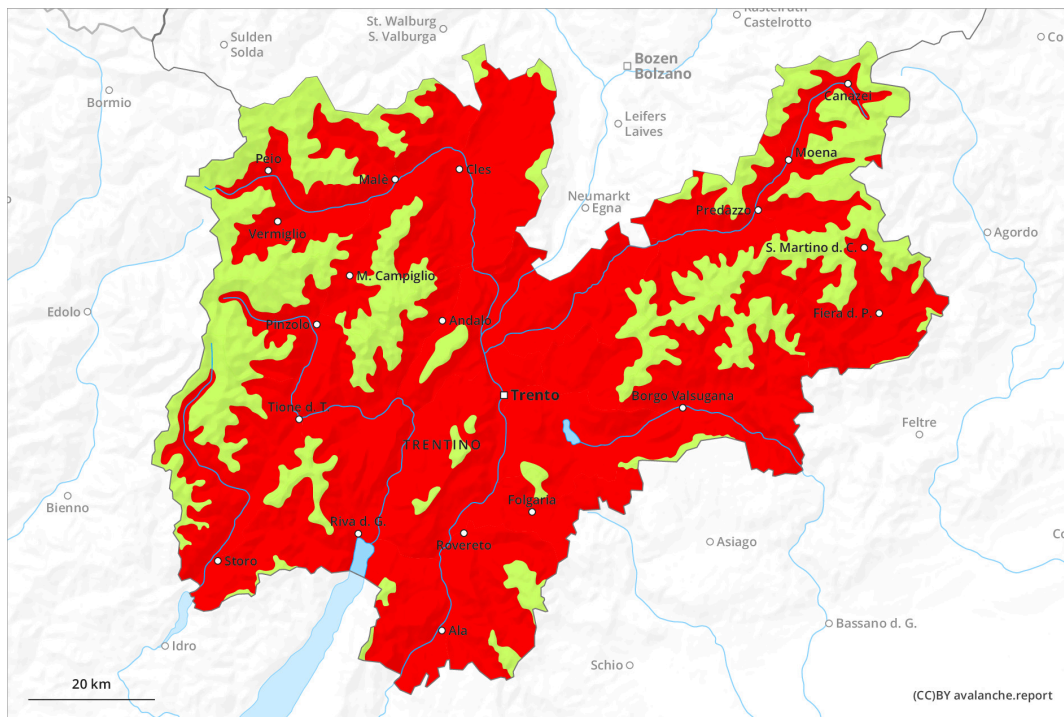 Kastelruth
Castelrotto
St. Walburg
S. Valburga
Sulden
Solda
Bozen
Bolzano
Bormio
Canazei
Leifers
Laives
Moena
Peio
Malé
Cles
Neumarkt
Egna
Predazzo
Vermiglio
Agordo
S. Martino d. C.
M. Campiglio
Edolo
Pinzolo
Andalo
Fiera d. P.
Trento
Borgo Valsugana
Tione d. T.
Feltre
TRENTINO
Bienno
Folgaria
Riva d. G.
Rovereto
Asiago
Storo
Bassano d. G.
Ala
Idro
Schio
20 km
(CC)BY avalanche.report